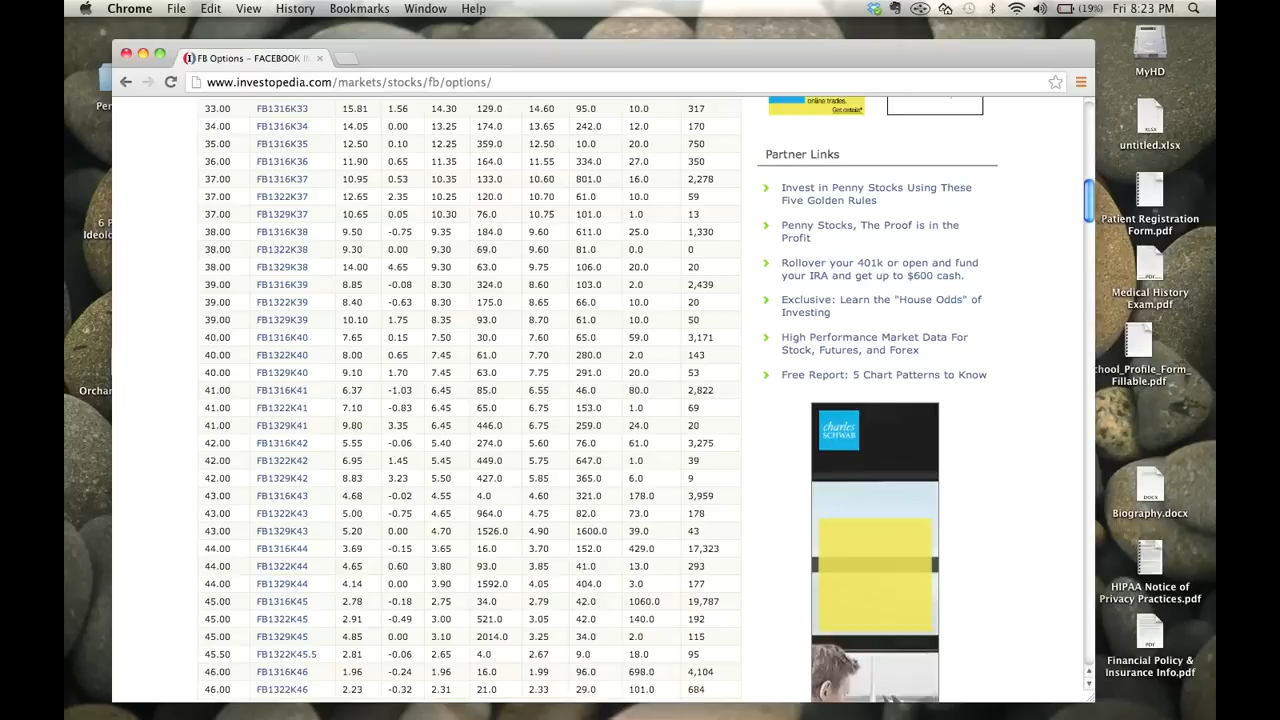 Chrome File Edit View History Bookmarks Window Help (19%) Fri 8:23 PM
FB Options – FACEBOOK
www.investopedia.com/markets/stocks/fb/options/
33.00 FB1316K33 15.81 1.56 14.30 129.0 14.60 95.0 10.0 317
34.00 FB1316K34 14.05 0.00 13.25 174.0 13.65 242.0 12.0 170
35.00 FB1316K35 12.50 0.10 12.25 359.0 12.50 10.0 20.0 750
36.00 FB1316K36 11.90 0.65 11.35 164.0 11.55 334.0 27.0 350
37.00 FB1316K37 10.95 0.53 10.35 133.0 10.60 801.0 16.0 2,278
37.00 FB1322K37 12.65 2.35 10.25 120.0 10.70 61.0 10.0 59
37.00 FB1329K37 10.65 0.05 10.30 76.0 10.75 101.0 1.0 13
38.00 FB1316K38 9.50 -0.75 9.35 184.0 9.60 611.0 25.0 1,330
38.00 FB1322K38 9.30 0.00 9.30 69.0 9.60 81.0 0.0 0
38.00 FB1329K38 14.00 4.65 9.30 63.0 9.75 106.0 20.0 20
39.00 FB1316K39 8.85 -0.08 8.30 324.0 8.60 103.0 2.0 2,439
39.00 FB1322K39 8.40 -0.63 8.35 175.0 8.65 66.0 10.0 20
39.00 FB1329K39 10.10 1.75 8.35 93.0 8.70 61.0 10.0 50
40.00 FB1316K40 7.65 0.15 7.50 30.0 7.60 65.0 59.0 3,171
40.00 FB1322K40 8.00 0.65 7.45 61.0 7.70 280.0 2.0 143
40.00 FB1329K40 9.10 1.70 7.45 63.0 7.75 291.0 20.0 53
41.00 FB1316K41 6.37 -1.03 6.45 85.0 6.55 46.0 80.0 2,822
41.00 FB1322K41 7.10 -0.83 6.45 65.0 6.75 153.0 1.0 69
41.00 FB1329K41 9.80 3.35 6.45 446.0 6.75 259.0 24.0 20
42.00 FB1316K42 5.55 -0.06 5.40 274.0 5.60 76.0 61.0 3,275
42.00 FB1322K42 6.95 1.45 5.45 449.0 5.75 647.0 1.0 39
42.00 FB1329K42 8.83 3.23 5.50 427.0 5.85 365.0 6.0 9
43.00 FB1316K43 4.68 -0.02 4.55 4.0 4.60 321.0 178.0 3,959
43.00 FB1322K43 5.00 -0.75 4.65 964.0 4.75 82.0 73.0 178
43.00 FB1329K43 5.20 0.00 4.70 1526.0 4.90 1600.0 39.0 43
44.00 FB1316K44 3.69 -0.15 3.65 16.0 3.70 152.0 429.0 17,323
44.00 FB1322K44 4.65 0.60 3.80 93.0 3.85 41.0 13.0 293
44.00 FB1329K44 4.14 0.00 3.90 1592.0 4.05 404.0 3.0 177
45.00 FB1316K45 2.78 -0.18 2.75 34.0 2.79 42.0 1060.0 19,787
45.00 FB1322K45 2.91 -0.49 3.00 521.0 3.05 42.0 140.0 192
45.00 FB1329K45 4.85 0.00 3.10 2014.0 3.25 34.0 2.0 115
45.50 FB1322K45.5 2.81 -0.06 2.65 4.0 2.67 9.0 18.0 95
46.00 FB1316K46 1.96 -0.24 1.96 16.0 1.99 96.0 698.0 4,104
46.00 FB1322K46 2.23 -0.32 2.31 21.0 2.33 29.0 101.0 684
online trades.
Get details*
Partner Links
Invest in Penny Stocks Using These
Five Golden Rules
Penny Stocks, The Proof is in the
Profit
Rollover your 401k or open and fund
your IRA and get up to $600 cash.
Exclusive: Learn the "House Odds" of
Investing
High Performance Market Data For
Stock, Futures, and Forex
Free Report: 5 Chart Patterns to Know
charles
SCHWAB
MyHD
XLSX
untitled.xlsx
Patient Registration
Form.pdf
PDF
Medical History
Exam.pdf
chool_Profile_Form_
Fillable.pdf
DOCX
Biography.docx
HIPAA Notice of
Privacy Practices.pdf
PDF
Financial Policy &
Insurance Info.pdf
Per
6 P
Ideolo
Orchar